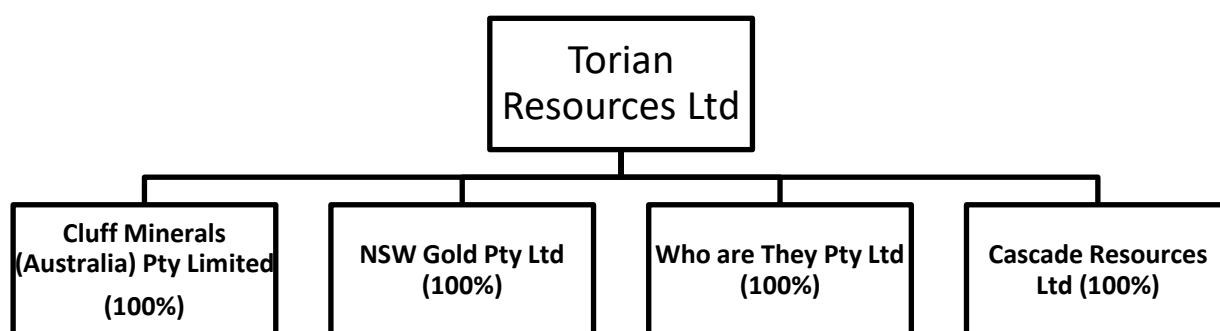 Torian
Resources Ltd
Cluff Minerals
(Australia) Pty Limited
(100%)
NSW Gold Pty Ltd
(100%)
Who are They Pty Ltd
(100%)
Cascade Resources
Ltd (100%)